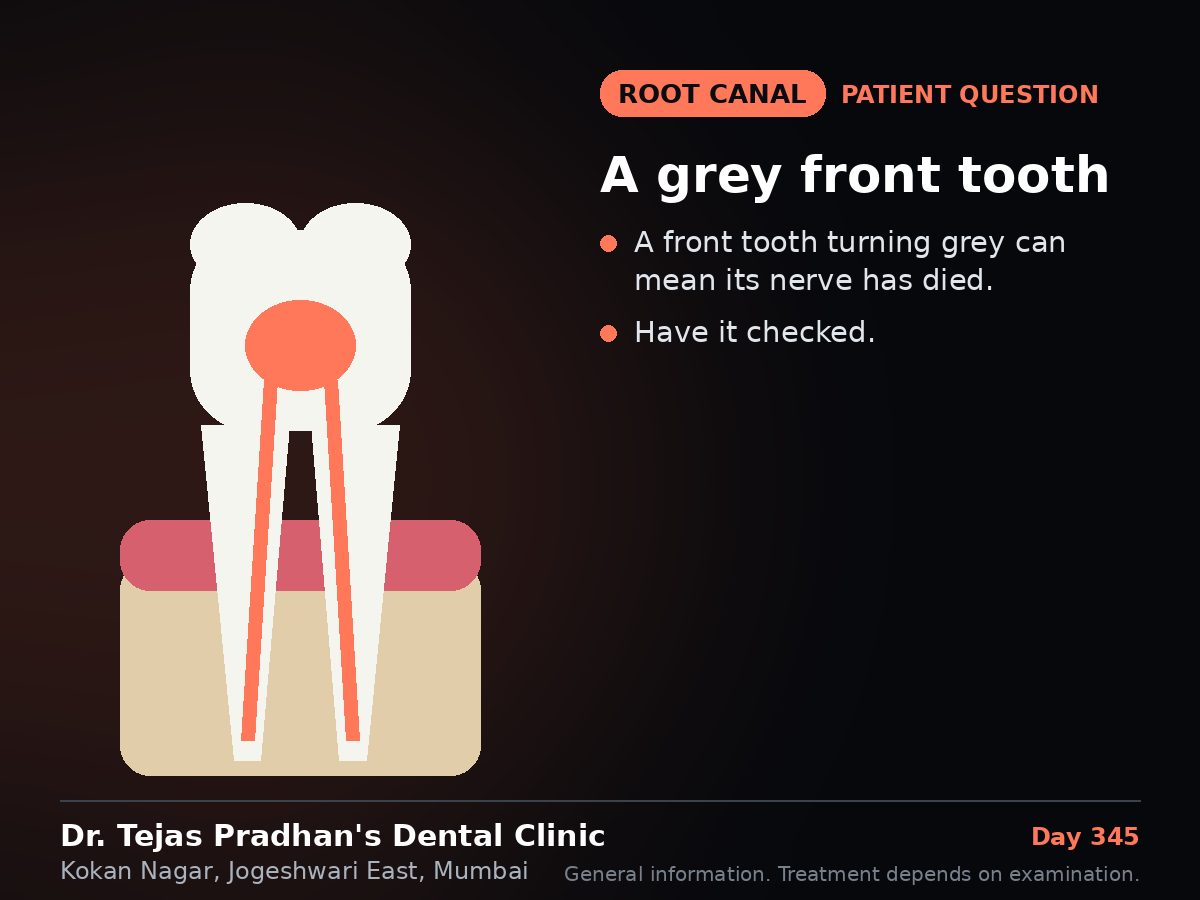 ROOT CANAL PATIENT QUESTION
A grey front tooth
A front tooth turning grey can
mean its nerve has died.
Have it checked.
Dr. Tejas Pradhan's Dental Clinic
Day 345
Kokan Nagar, Jogeshwari East, Mumbai
General information. Treatment depends on examination.